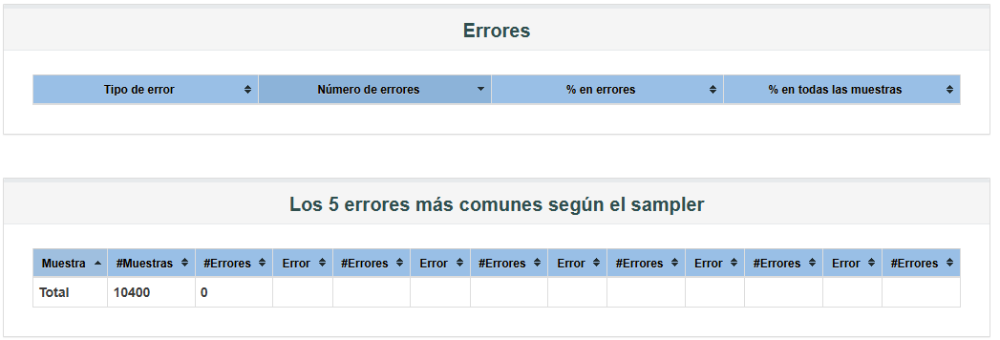 Errores
Tipo de error Número de errores % en errores % en todas las muestras
Los 5 errores más comunes según el sampler
Muestra #Muestras #Errores Error #Errores Error #Errores Error #Errores Error #Errores Error #Errores
Total 10400 0